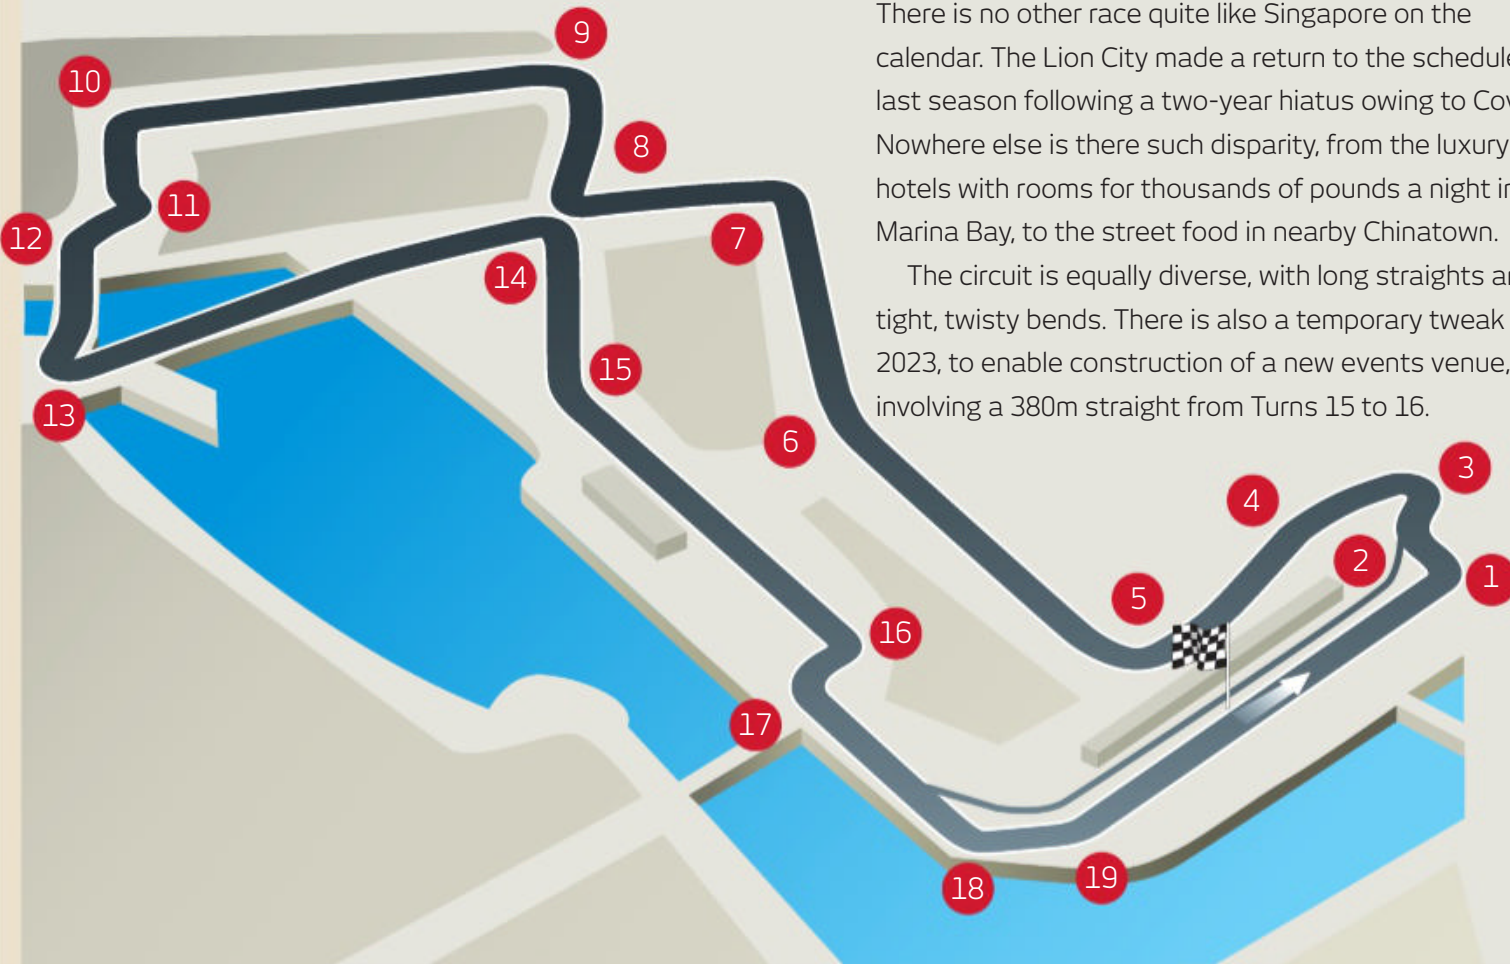 There is no other race quite like Singapore on the
calendar. The Lion City made a return to the schedule
last season following a two-year hiatus owing to
Nowhere else is there such disparity, from the luxury
hotels with rooms for thousands of pounds a night
Marina Bay, to the street food in nearby Chinatown.
The circuit is equally diverse, with long straights
tight, twisty bends. There is also a temporary tweak
2023, to enable construction of a new events venue,
involving a 380m straight from Turns 15 to 16.
9
10
8
11
12
7
14
15
13
6
3
4
2
1
5
16
17
18
19